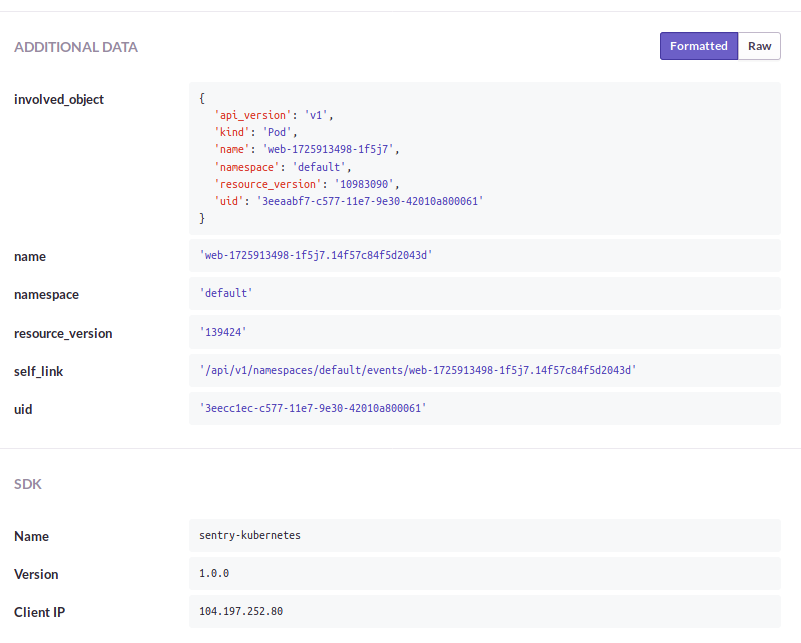 ADDITIONAL DATA
Formatted Raw
involved_object
{
'api_version': 'v1',
'kind': 'Pod',
'name': 'web-1725913498-1f5j7',
'namespace': 'default',
'resource_version': '10983090',
'uid': '3eeaabf7-c577-11e7-9e30-42010a800061'
}
name 'web-1725913498-1f5j7.14f57c84f5d2043d'
namespace 'default'
resource_version '139424'
self_link '/api/v1/namespaces/default/events/web-1725913498-1f5j7.14f57c84f5d2043d'
uid '3eecc1ec-c577-11e7-9e30-42010a800061'
SDK
Name sentry-kubernetes
Version 1.0.0
Client IP 104.197.252.80